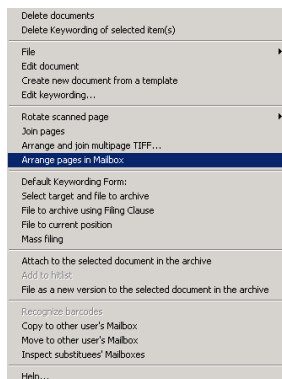 Delete documents
Delete Keywording of selected item(s)
File
Edit document
Create new document from a template
Edit keywording...
Rotate scanned page
Join pages
Arrange and join multipage TIFF...
Arrange pages in Mailbox
Default Keywording Form:
Select target and file to archive
File to archive using Filing Clause
File to current position
Mass filing
Attach to the selected document in the archive
Add to hitlist
File as a new version to the selected document in the archive
Recognize barcodes
Copy to other user's Mailbox
Move to other user's Mailbox
Inspect substituees' Mailboxes
Help...